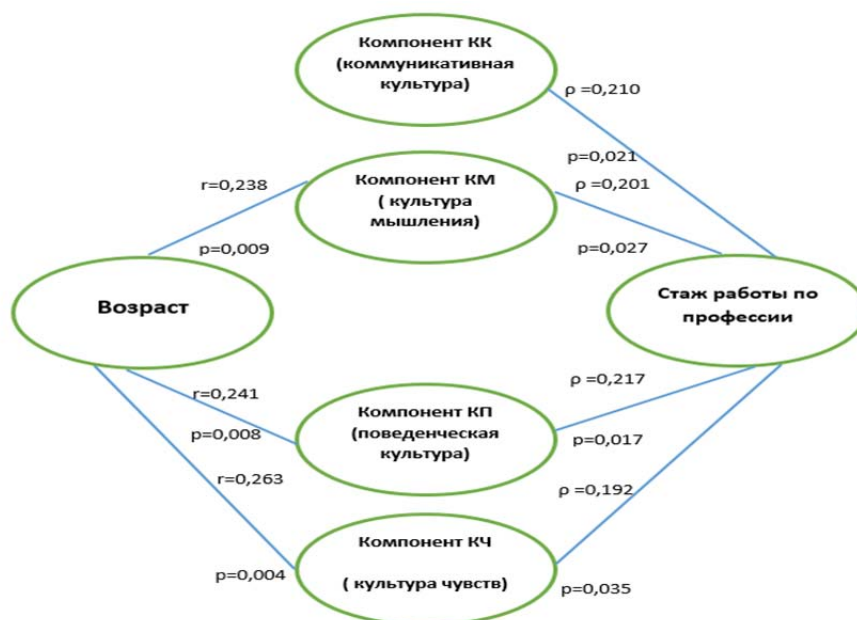 Компонент КК
(коммуникативная
культура)
ρ =0,210
p=0,021
r=0,238
Компонент КМ
( культура
мышления)
ρ =0,201
p=0,009
p=0,027
Возраст
Стаж работы по
профессии
r=0,241
ρ =0,217
Компонент КП
(поведенческая
культура)
p=0,008
p=0,017
r=0,263
ρ =0,192
Компонент КЧ
( культура чувств)
p=0,004
p=0,035